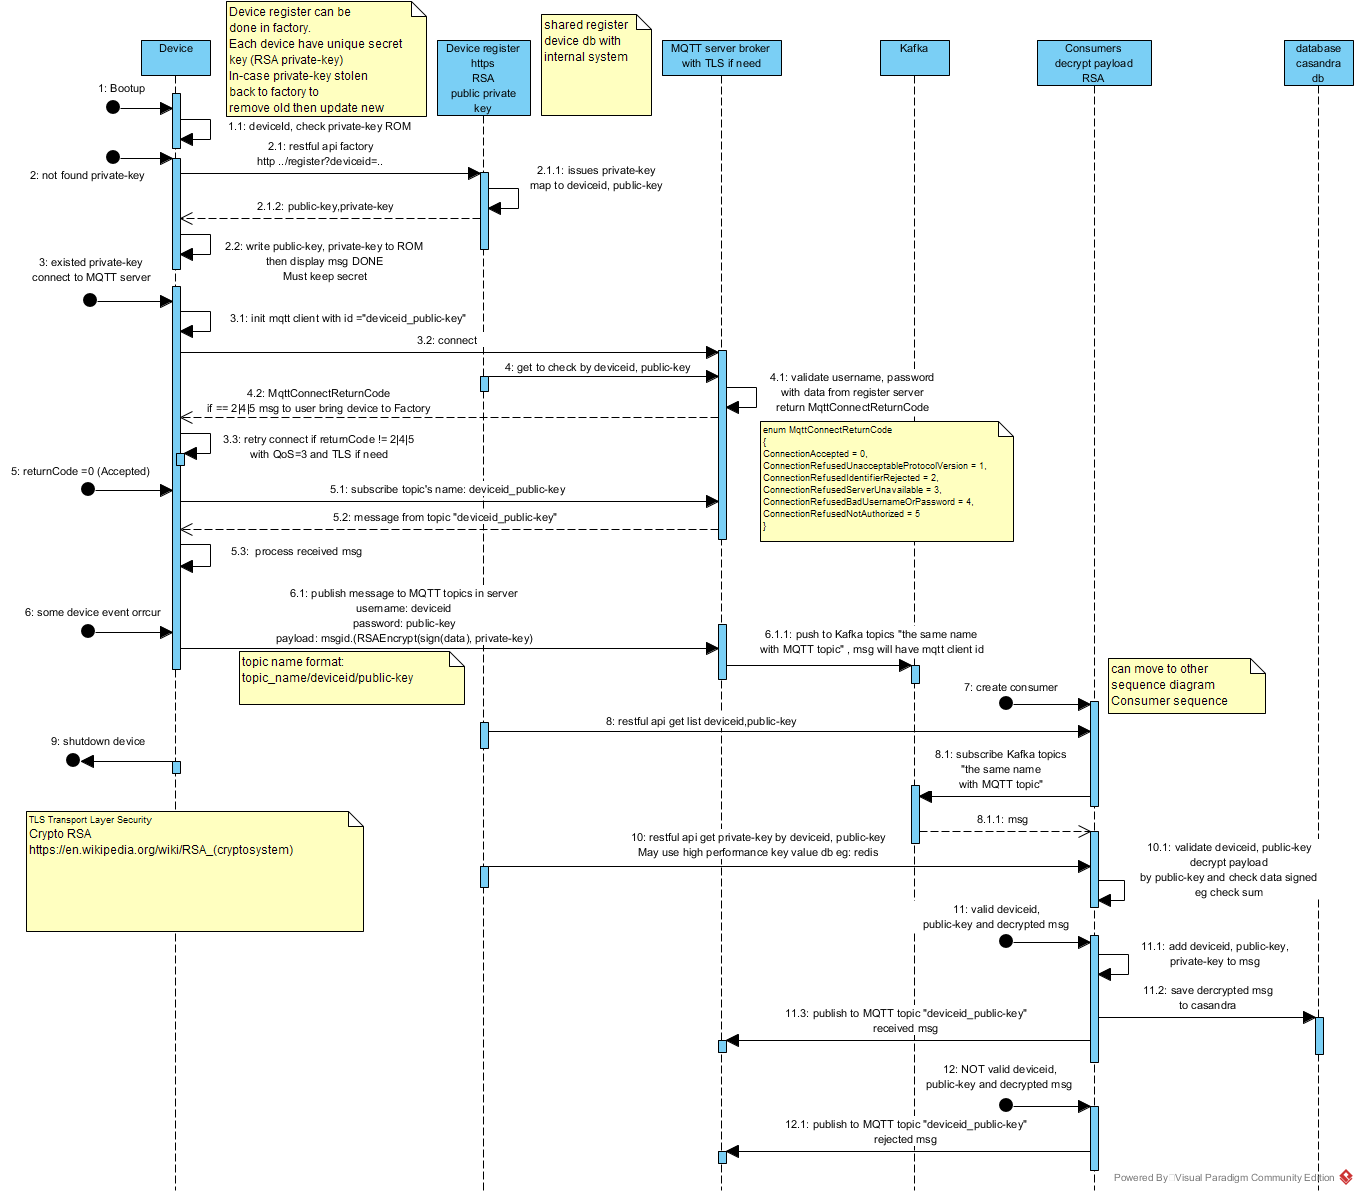 Device register can be
done in factory.
Each device have unique secret
key (RSA private-key)
In-case private-key stolen
back to factory to
remove old then update new
shared register
device db with
internal system
Device
Device register
https
RSA
public private
key
MQTT server broker
with TLS if need
Kafka
Consumers
decrypt payload
RSA
database
casandra
db
1: Bootup
1.1: deviceId, check private-key ROM
2.1: restful api factory
http ../register?deviceid=..
2: not found private-key
2.1.1: issues private-key
map to deviceid, public-key
2.1.2: public-key,private-key
2.2: write public-key, private-key to ROM
then display msg DONE
Must keep secret
3: existed private-key
connect to MQTT server
3.1: init mqtt client with id ="deviceid_public-key"
3.2: connect
4: get to check by deviceid, public-key
4.1: validate username, password
with data from register server
return MqttConnectReturnCode
4.2: MqttConnectReturnCode
if == 2|4|5 msg to user bring device to Factory
enum MqttConnectReturnCode
{
ConnectionAccepted = 0,
ConnectionRefusedUnacceptableProtocolVersion = 1,
ConnectionRefusedIdentifierRejected = 2,
ConnectionRefusedServerUnavailable = 3,
ConnectionRefusedBadUsernameOrPassword = 4,
ConnectionRefusedNotAuthorized = 5
}
3.3: retry connect if returnCode != 2|4|5
with QoS=3 and TLS if need
5: returnCode =0 (Accepted)
5.1: subscribe topic's name: deviceid_public-key
5.2: message from topic "deviceid_public-key"
5.3:  process received msg
6: some device event orrcur
6.1: publish message to MQTT topics in server
username: deviceid
password: public-key
payload: msgid.(RSAEncrypt(sign(data), private-key)
6.1.1: push to Kafka topics "the same name
with MQTT topic" , msg will have mqtt client id
topic name format:
topic_name/deviceid/public-key
can move to other
sequence diagram
Consumer sequence
7: create consumer
8: restful api get list deviceid,public-key
9: shutdown device
8.1: subscribe Kafka topics
"the same name
with MQTT topic"
8.1.1: msg
TLS Transport Layer Security
Crypto RSA
https://en.wikipedia.org/wiki/RSA_(cryptosystem)
10: restful api get private-key by deviceid, public-key
May use high performance key value db eg: redis
10.1: validate deviceid, public-key
decrypt payload
by public-key and check data signed
eg check sum
11: valid deviceid,
public-key and decrypted msg
11.1: add deviceid, public-key,
private-key to msg
11.2: save dercrypted msg
to casandra
11.3: publish to MQTT topic "deviceid_public-key"
received msg
12: NOT valid deviceid,
public-key and decrypted msg
12.1: publish to MQTT topic "deviceid_public-key"
rejected msg
Powered By Visual Paradigm Community Edition